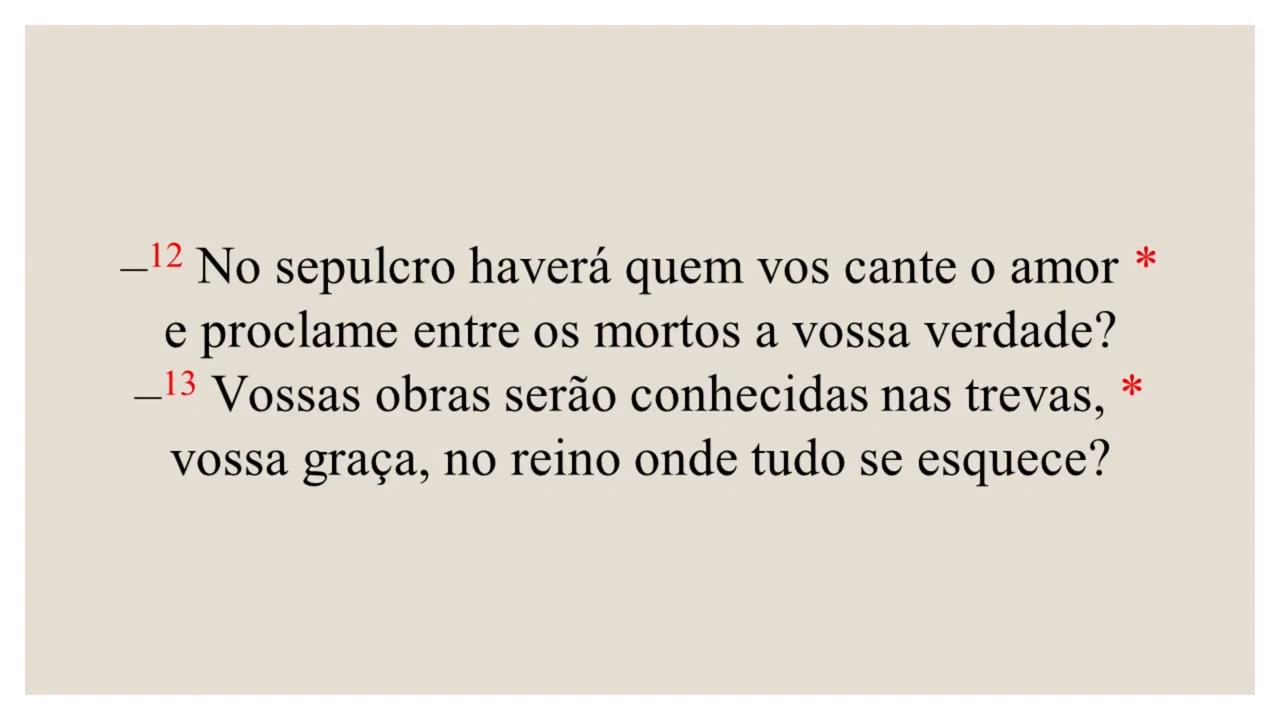 –12 No sepulcro haverá quem vos cante o amor *
e proclame entre os mortos a vossa verdade?
–13 Vossas obras serão conhecidas nas trevas, *
vossa graça, no reino onde tudo se esquece?